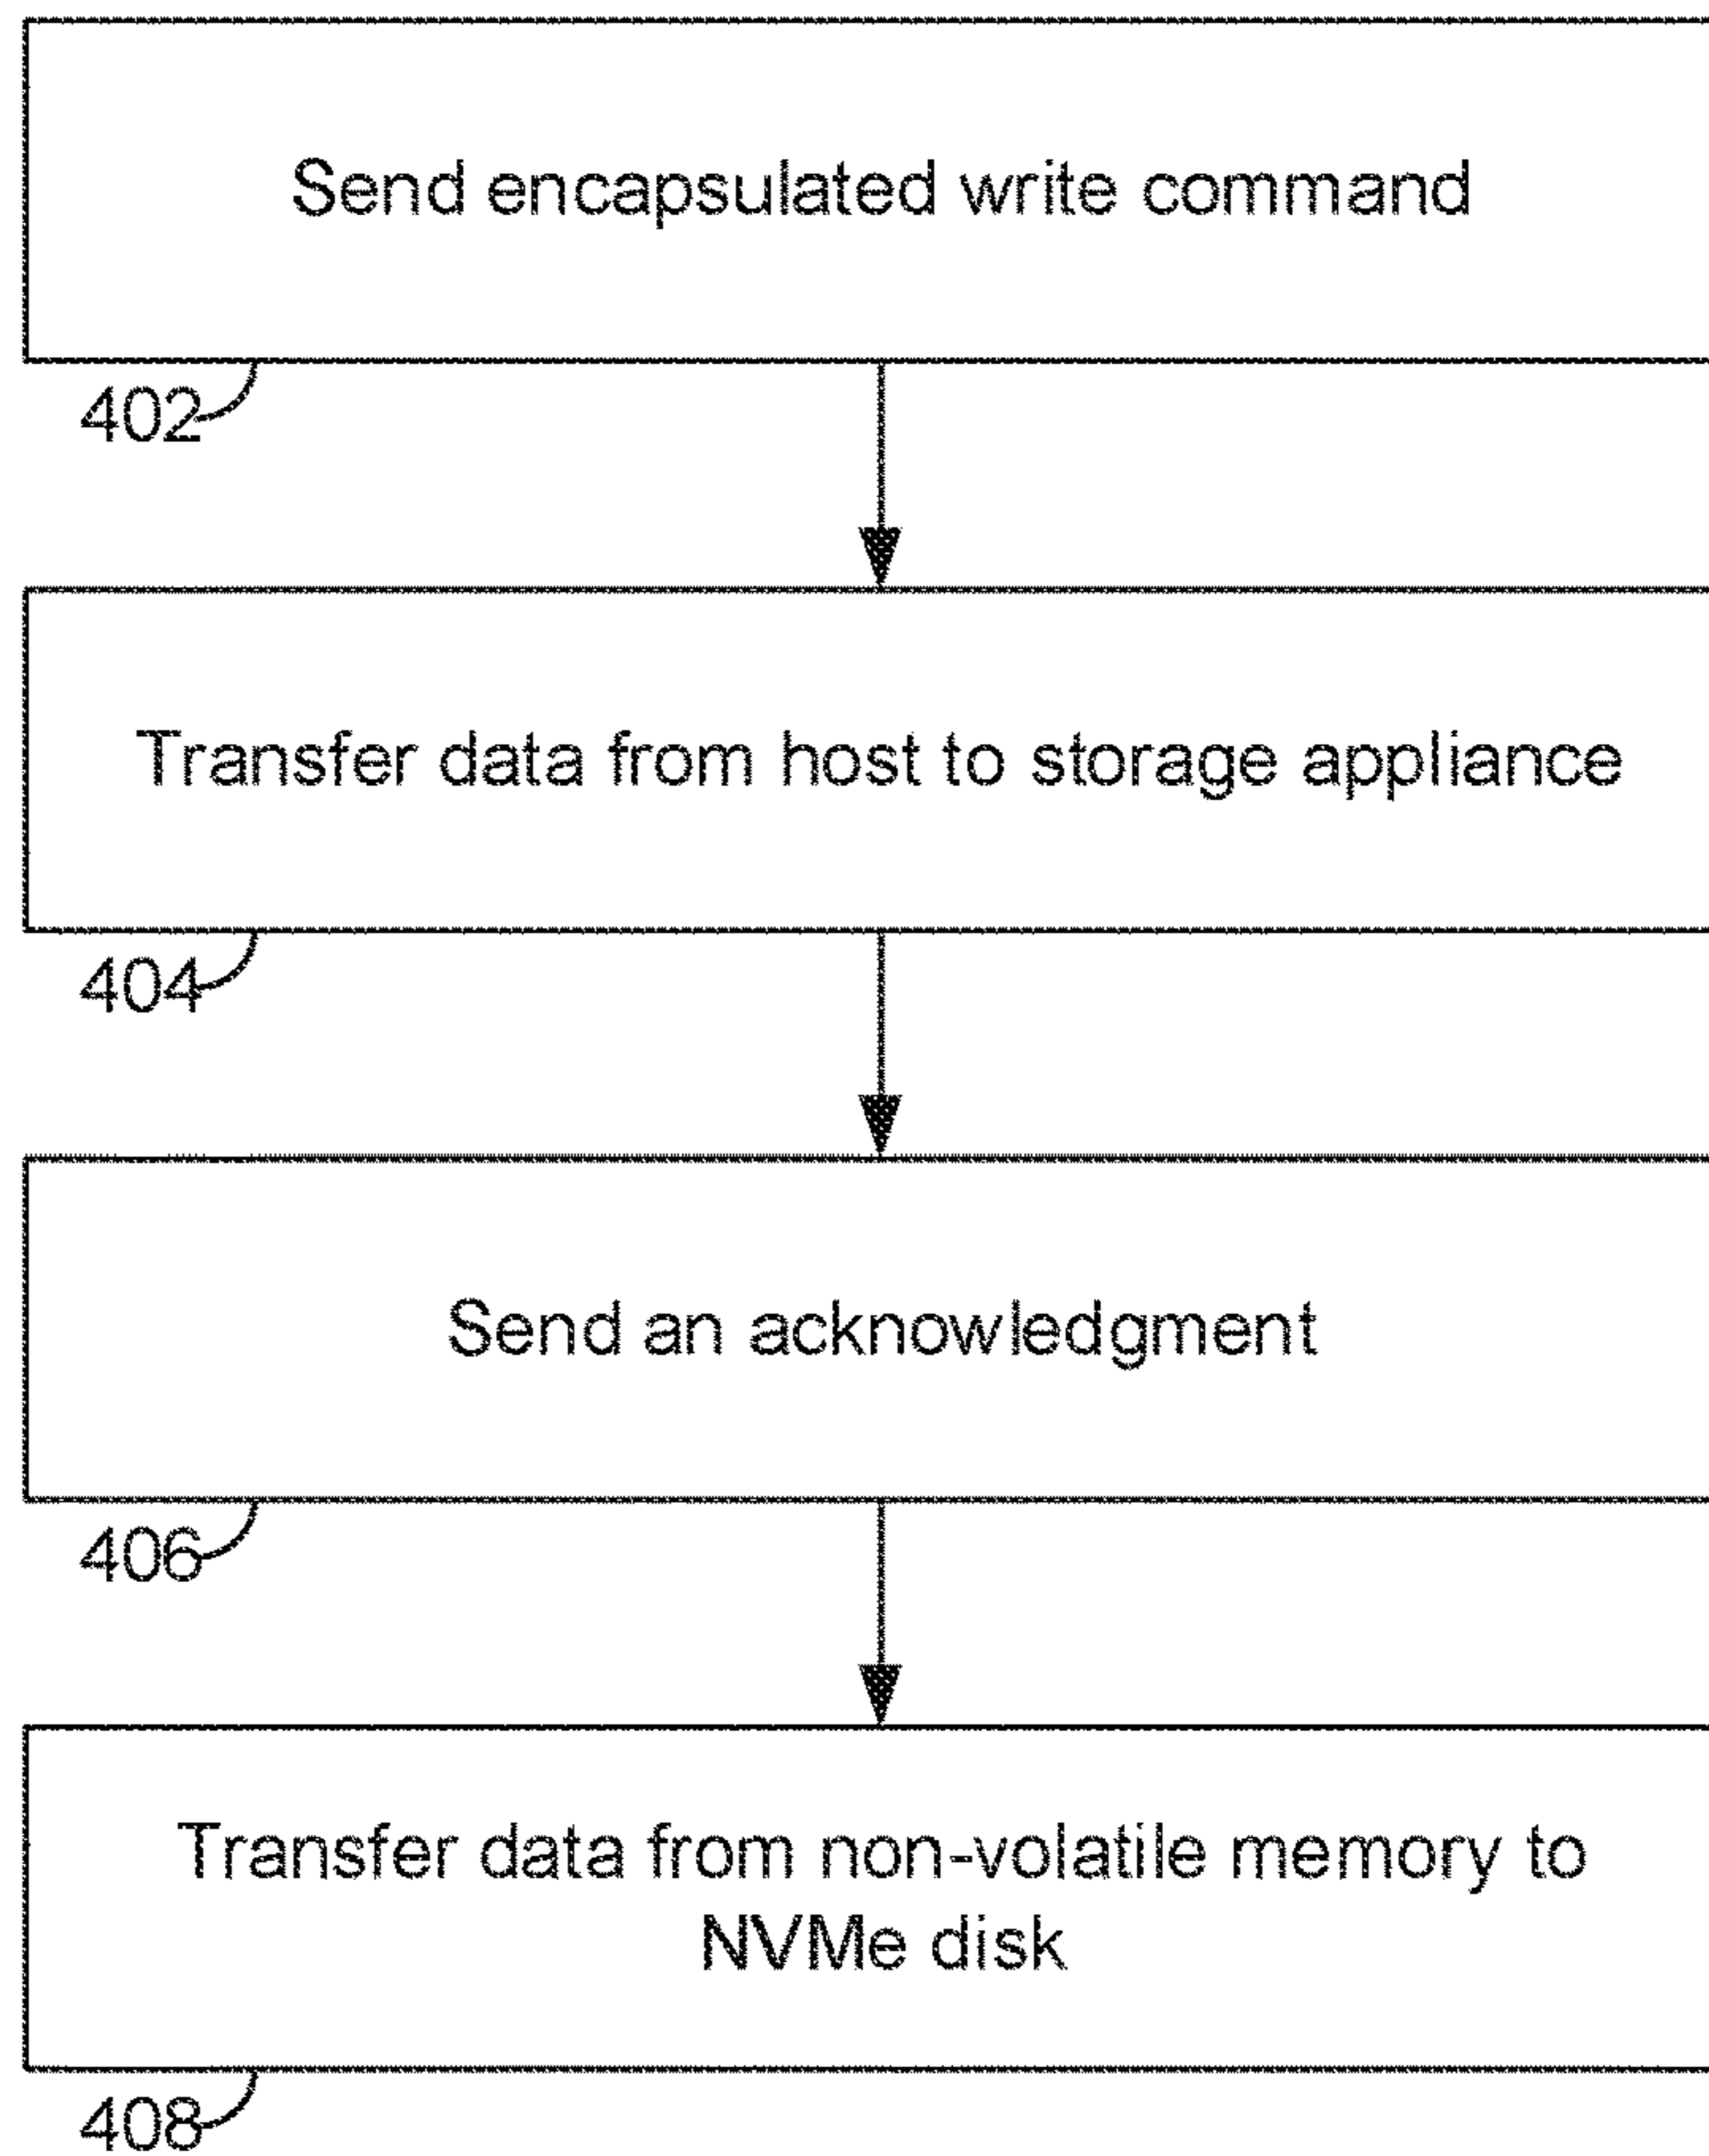 Send encapsulated write command
402
Transfer data from host to storage appliance
404
Send an acknowledgment
406
Transfer data from non-volatile memory to
NVMe disk
408